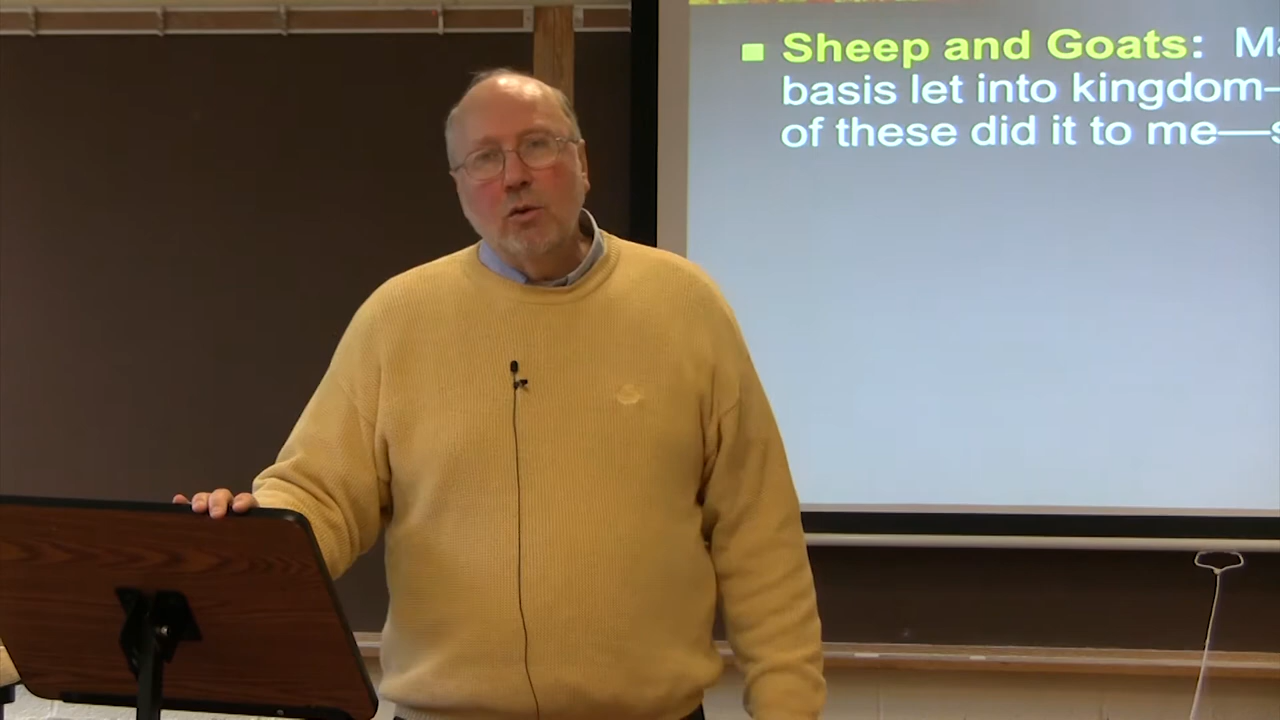 Sheep and Goats: M
basis let into kingdom—
of these did it to me—s